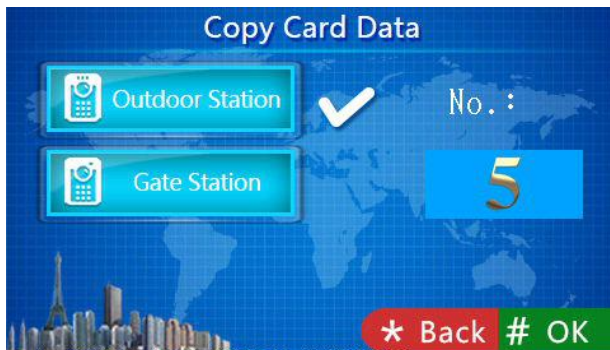 Copy Card Data
Outdoor Station
No.:
Gate Station
5
* Back # OK